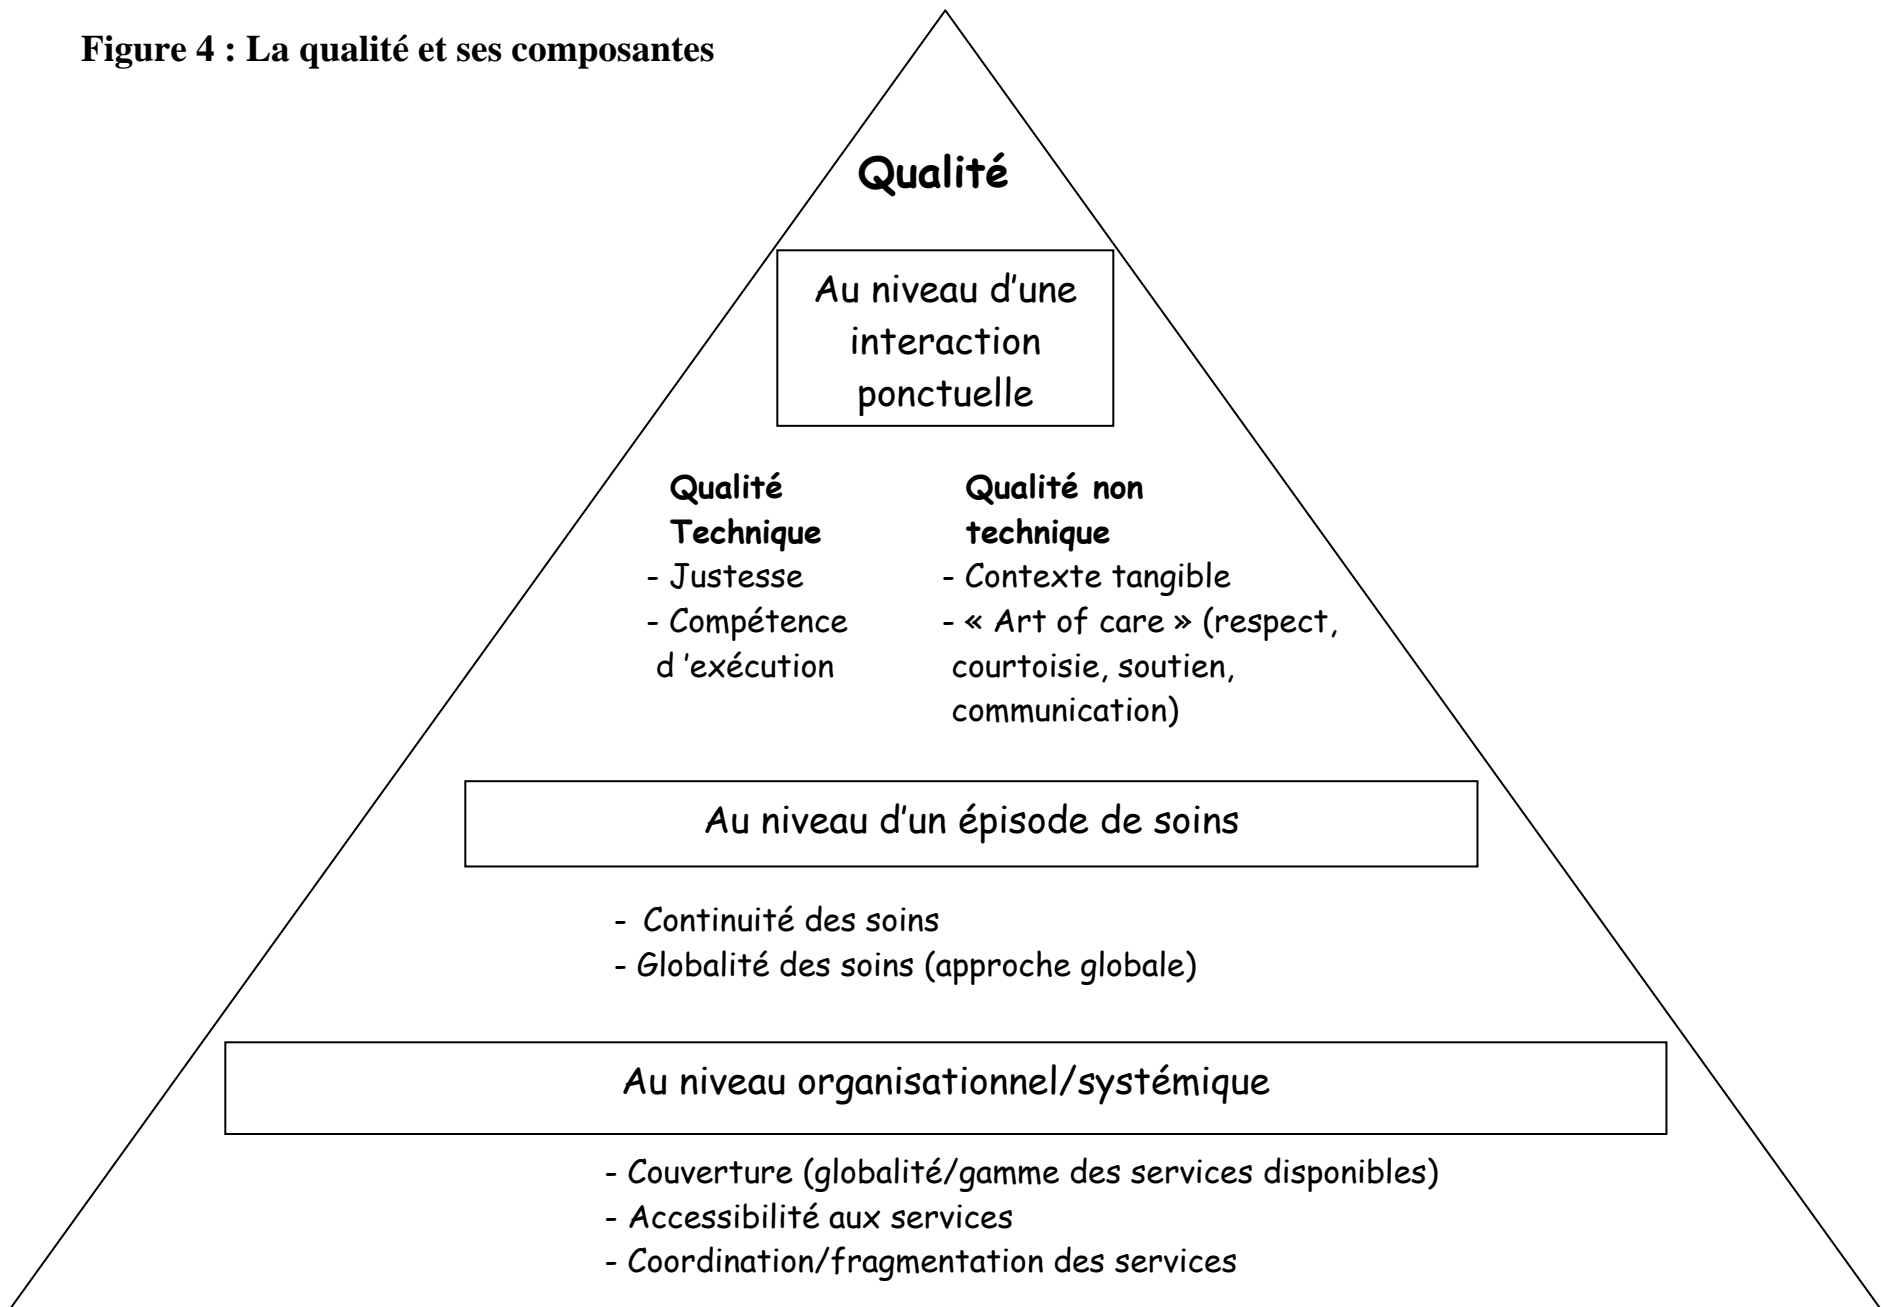 Figure 4 : La qualité et ses composantes
Qualité
Au niveau d'une
interaction
ponctuelle
Qualité
Technique
- Justesse
- Compétence
d 'exécution
Qualité non
technique
- Contexte tangible
- « Art of care » (respect,
courtoisie, soutien,
communication)
Au niveau d'un épisode de soins
- Continuité des soins
- Globalité des soins (approche globale)
Au niveau organisationnel/systémique
- Couverture (globalité/gamme des services disponibles)
- Accessibilité aux services
- Coordination/fragmentation des services